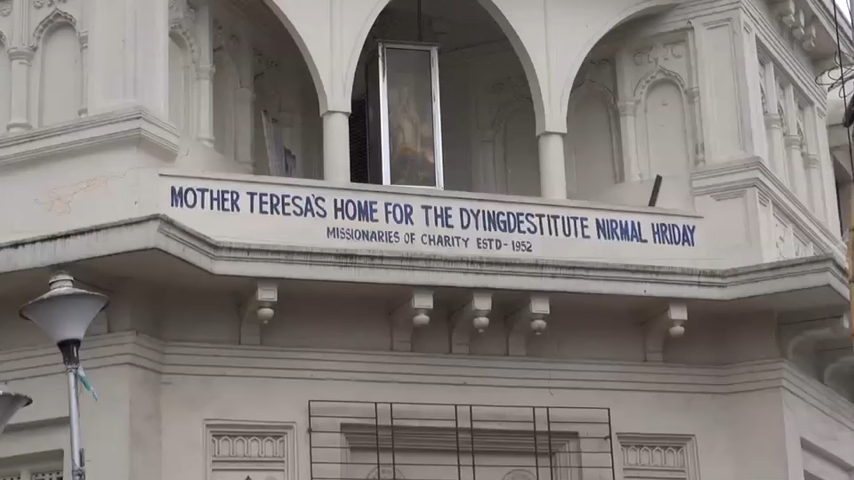 MOTHER TERESA'S HOME FOR THE DYINGDESTITUTE NIRMAL HRIDAY
MISSIONARIES OF CHARITY ESTD-1952